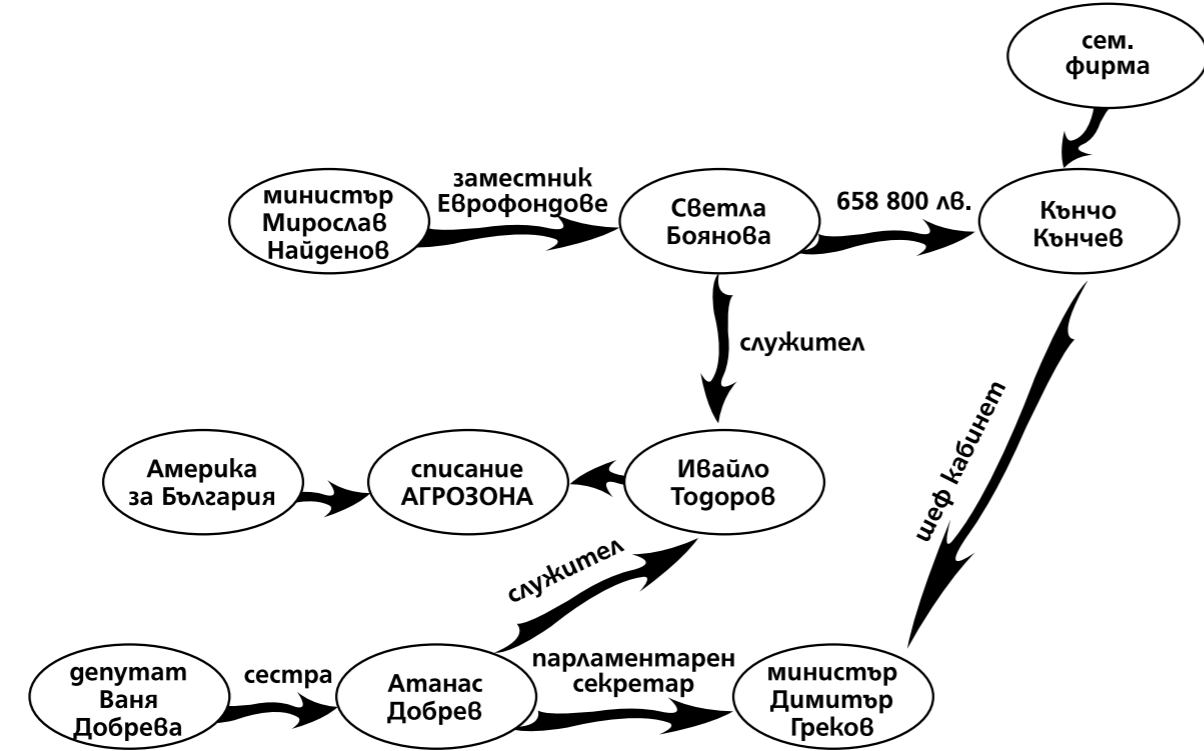 сем.
фирма
министър
Мирослав
Найденов
заместник
Еврофондове
Светла
Боянова
658 800 лв.
Кънчо
Кънчев
служител
шеф кабинет
Америка
за България
списание
АГРОЗОНА
Ивайло
Тодоров
служител
депутат
Ваня
Добрева
сестра
Атанас
Добрев
парламентарен
секретар
министър
Димитър
Греков